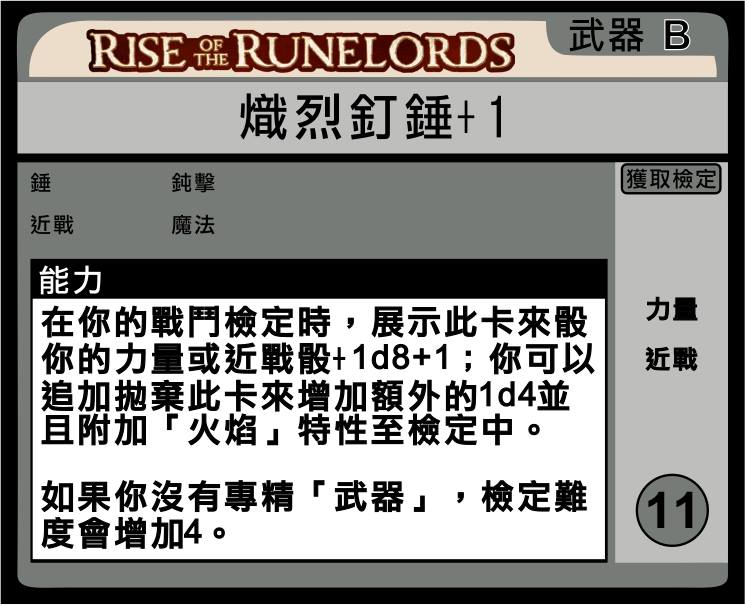 RISE OF THE RUNELORDS
武器 B
熾烈釘錘+1
錘 鈍擊
獲取檢定
近戰 魔法
能力
在你的戰鬥檢定時，展示此卡來骰
你的力量或近戰骰+1d8+1；你可以
追加拋棄此卡來增加額外的1d4並
且附加「火焰」特性至檢定中。
如果你沒有專精「武器」，檢定難
度會增加4。
力量
近戰
11